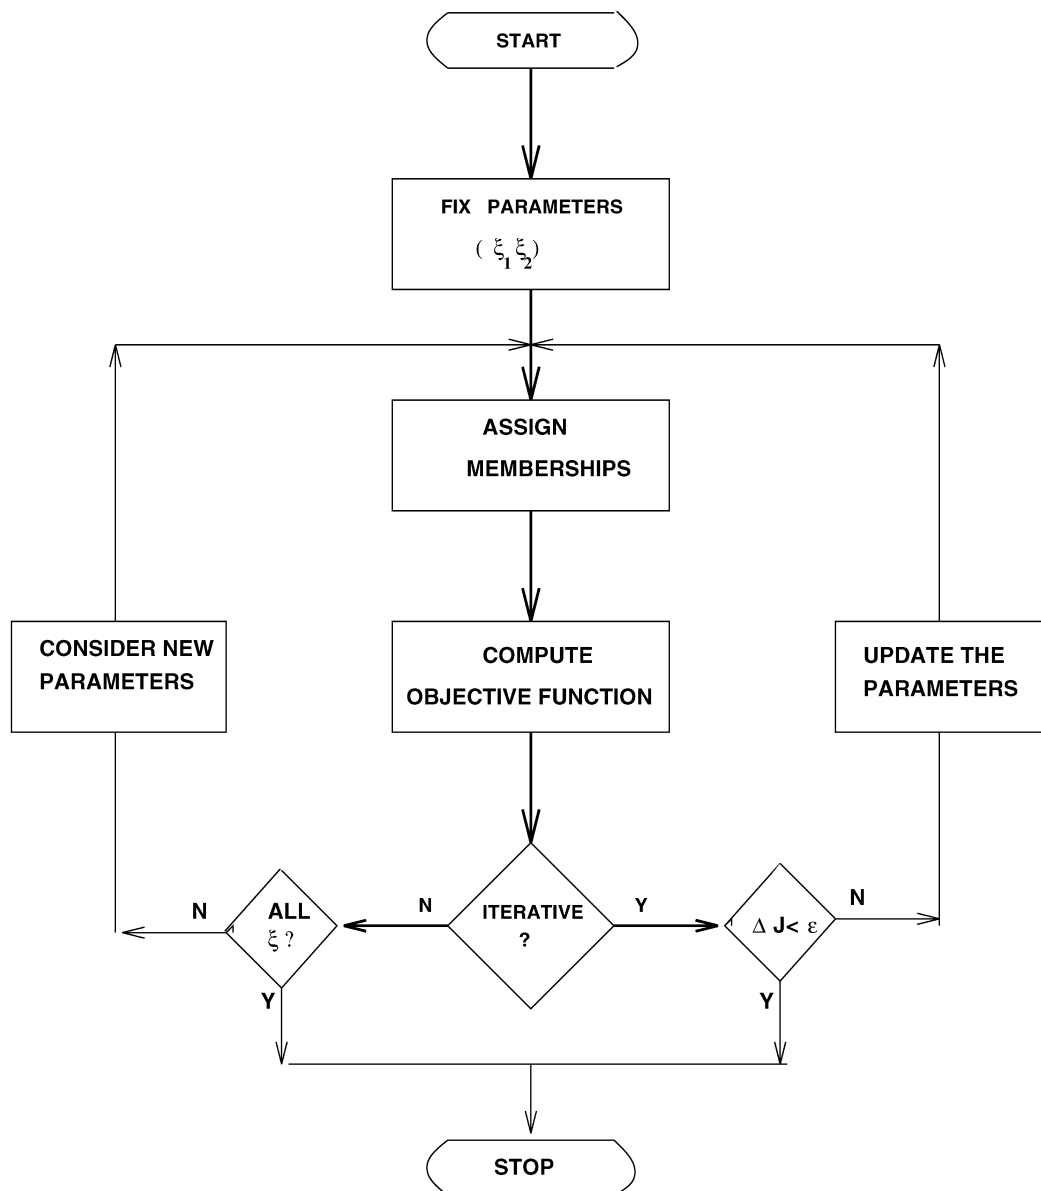 START
FIX PARAMETERS
( ξ1 ξ2)
ASSIGN
MEMBERSHIPS
CONSIDER NEW
PARAMETERS
COMPUTE
OBJECTIVE FUNCTION
UPDATE THE
PARAMETERS
N
ALL
ξ ?
Y
N
ITERATIVE
?
Y
Δ J< ε
N
Y
STOP